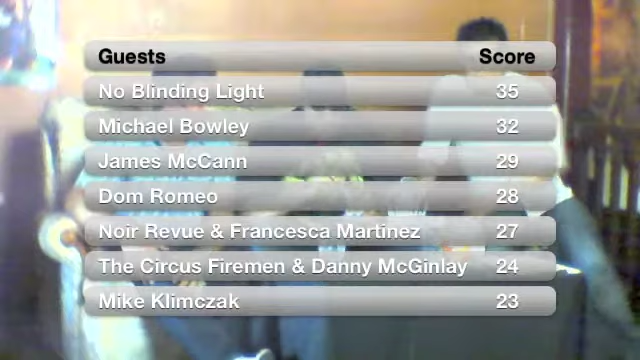 Guests Score
No Blinding Light 35
Michael Bowley 32
James McCann 29
Dom Romeo 28
Noir Revue & Francesca Martinez 27
The Circus Firemen & Danny McGinlay 24
Mike Klimczak 23